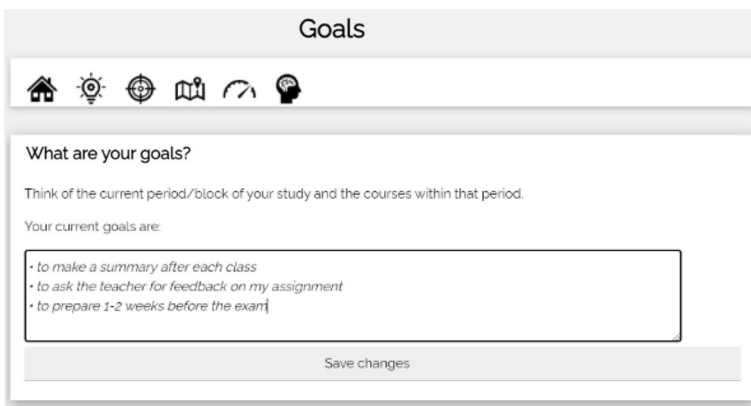 Goals
What are your goals?
Think of the current period/block of your study and the courses within that period.
Your current goals are:
• to make a summary after each class
• to ask the teacher for feedback on my assignment
• to prepare 1-2 weeks before the exam
Save changes